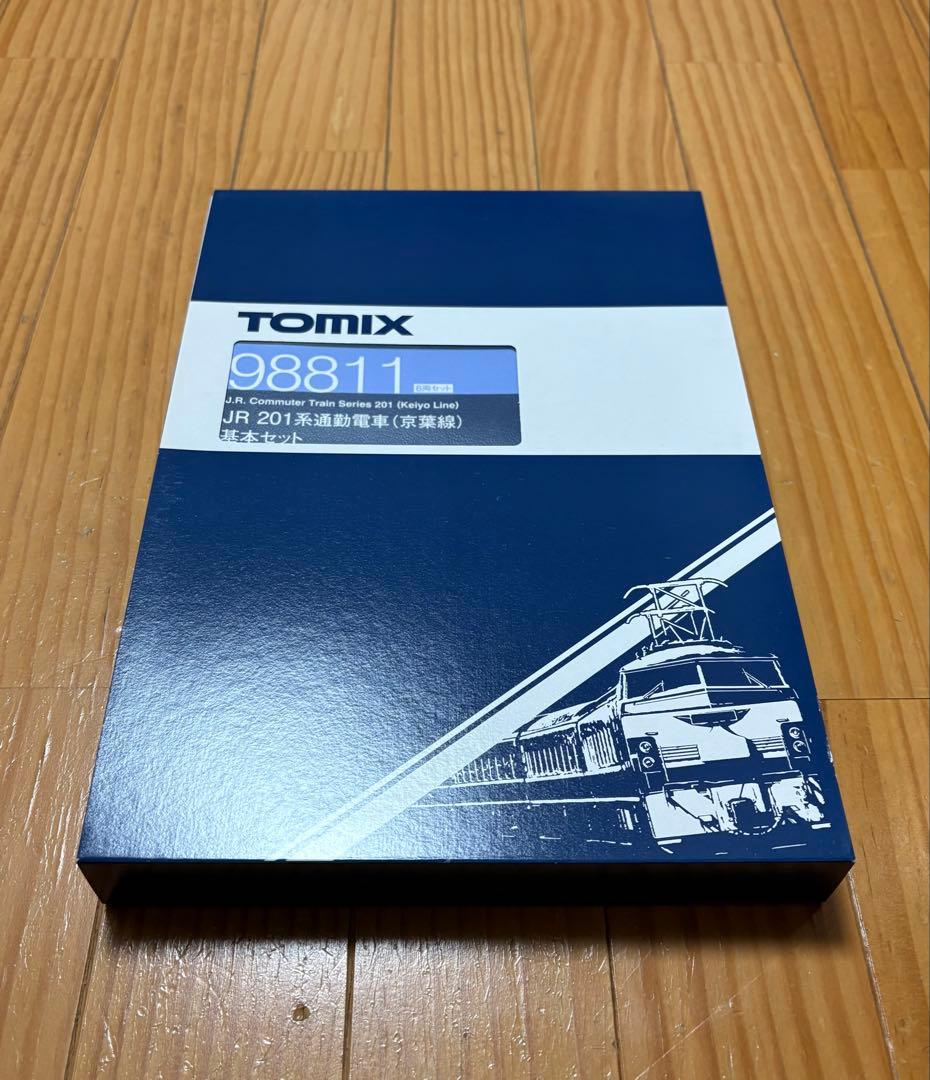 TOMIX
98811 6両セット
J.R. Commuter Train Series 201 (Keiyo Line)
JR 201系通勤電車(京葉線)
基本セット